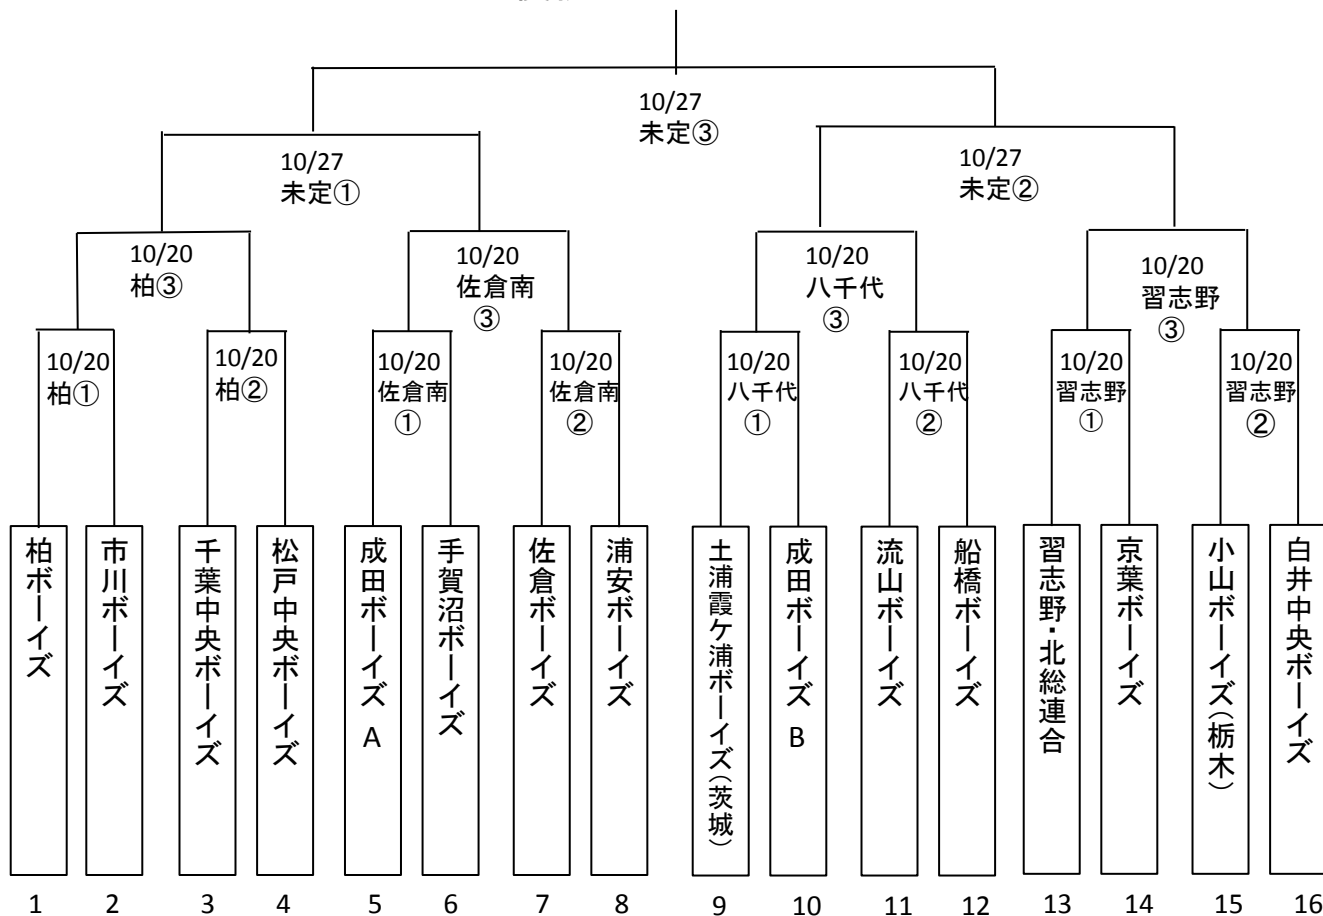 10/27
未定③
10/27
未定①
10/27
未定②
10/20
柏③
10/20
佐倉南
③
10/20
八千代
③
10/20
習志野
③
10/20
柏①
10/20
柏②
10/20
佐倉南
①
10/20
佐倉南
②
10/20
八千代
①
10/20
八千代
②
10/20
習志野
①
10/20
習志野
②
柏ボーイズ
市川ボーイズ
千葉中央ボーイズ
松戸中央ボーイズ
成田ボーイズ A
手賀沼ボーイズ
佐倉ボーイズ
浦安ボーイズ
土浦霞ケ浦ボーイズ(茨城)
成田ボーイズ B
流山ボーイズ
船橋ボーイズ
習志野・北総連合
京葉ボーイズ
小山ボーイズ(栃木)
白井中央ボーイズ
1 2 3 4 5 6 7 8 9 10 11 12 13 14 15 16